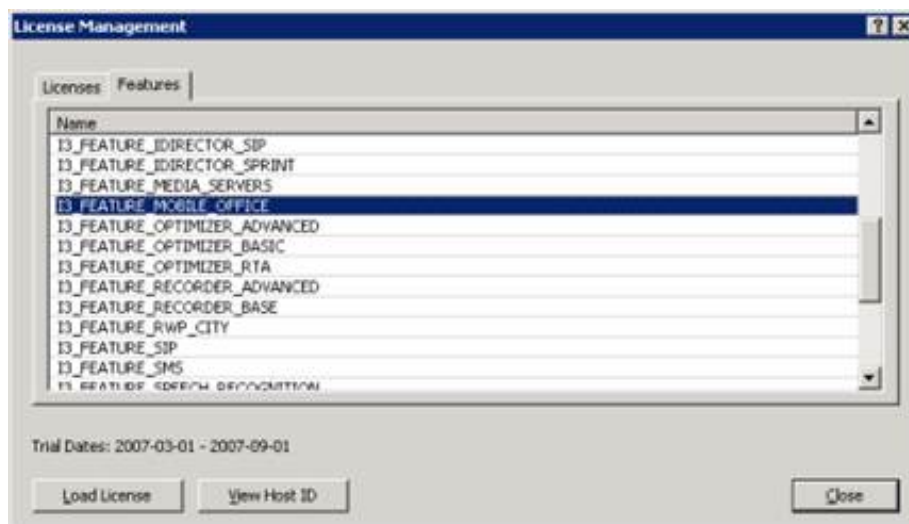 License Management
Licenses Features
Name
I3_FEATURE_IDIRECTOR_SIP
I3_FEATURE_IDIRECTOR_SPRINT
I3_FEATURE_MEDIA_SERVERS
I3_FEATURE_MOBILE_OFFICE
I3_FEATURE_OPTIMIZER_ADVANCED
I3_FEATURE_OPTIMIZER_BASIC
I3_FEATURE_OPTIMIZER_RTA
I3_FEATURE_RECORDER_ADVANCED
I3_FEATURE_RECORDER_BASE
I3_FEATURE_RWP_CITY
I3_FEATURE_SIP
I3_FEATURE_SMS
I3_FEATURE_SPEECH_RECOGNITION
Trial Dates: 2007-03-01 - 2007-09-01
Load License View Host ID Close